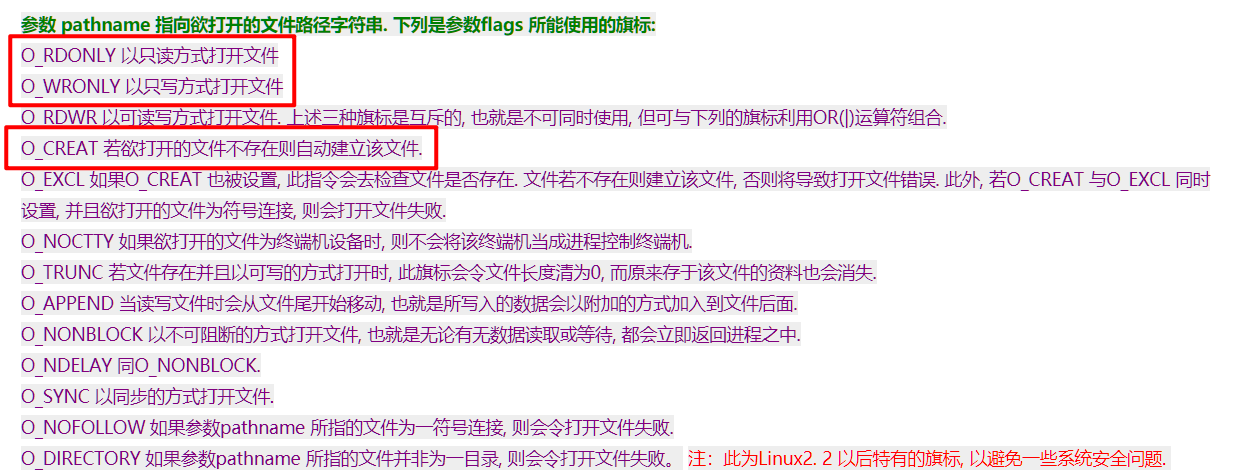 参数 pathname 指向欲打开的文件路径字符串. 下列是参数flags 所能使用的旗标:
O_RDONLY 以只读方式打开文件
O_WRONLY 以只写方式打开文件
O_RDWR 以可读写方式打开文件. 上述三种旗标是互斥的, 也就是不可同时使用, 但可与下列的旗标利用OR(|)运算符组合.
O_CREAT 若欲打开的文件不存在则自动建立该文件.
O_EXCL 如果O_CREAT 也被设置, 此指令会去检查文件是否存在. 文件若不存在则建立该文件, 否则将导致打开文件错误. 此外, 若O_CREAT 与O_EXCL 同时
设置, 并且欲打开的文件为符号连接, 则会打开文件失败.
O_NOCTTY 如果欲打开的文件为终端机设备时, 则不会将该终端机当成进程控制终端机.
O_TRUNC 若文件存在并且以可写的方式打开时, 此旗标会令文件长度清为0, 而原来存于该文件的资料也会消失.
O_APPEND 当读写文件时会从文件尾开始移动, 也就是所写入的数据会以附加的方式加入到文件后面.
O_NONBLOCK 以不可阻断的方式打开文件, 也就是无论有无数据读取或等待, 都会立即返回进程之中.
O_NDELAY 同O_NONBLOCK.
O_SYNC 以同步的方式打开文件.
O_NOFOLLOW 如果参数pathname 所指的文件为一符号连接, 则会令打开文件失败.
O_DIRECTORY 如果参数pathname 所指的文件并非为一目录, 则会令打开文件失败。 注：此为Linux2. 2 以后特有的旗标, 以避免一些系统安全问题.